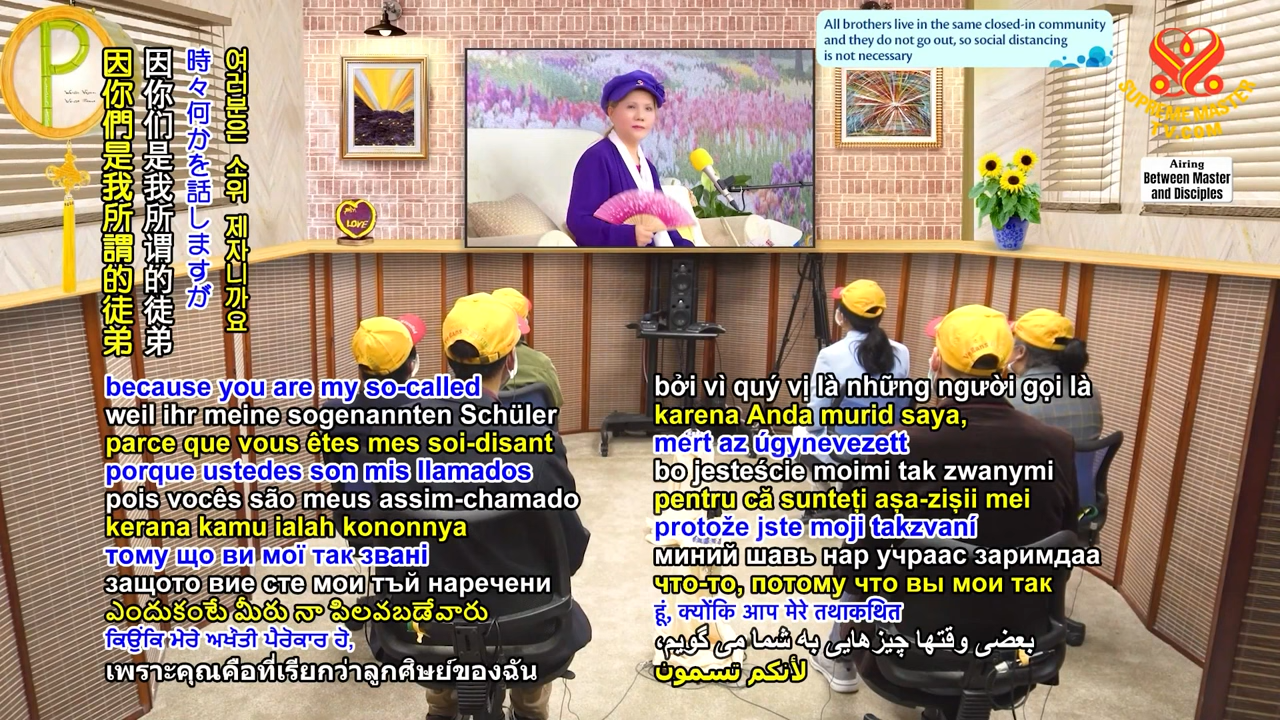 All brothers live in the same closed-in community
and they do not go out, so social distancing
is not necessary
SUPREME MASTER
TV.COM
Airing
Between Master
and Disciples
LOVE
여러분은 소위 제자니까요
時々何かを話しますが
因你们是我所谓的徒弟
因你們是我所謂的徒弟
because you are my so-called
weil ihr meine sogenannten Schüler
parce que vous êtes mes soi-disant
porque ustedes son mis llamados
pois vocês são meus assim-chamado
kerana kamu ialah kononnya
тому що ви мої так звані
защото вие сте мои тъй наречени
ఎందుకంటే మీరు నా పిలవబడేవారు
ਕਿਉਂਕਿ ਮੇਰੇ ਅਖੌਤੀ ਪੈਰੋਕਾਰ ਹੋ,
เพราะคุณคือที่เรียกว่าลูกศิษย์ของฉัน
bởi vì quý vị là những người gọi là
karena Anda murid saya,
mért az úgynevezett
bo jesteście moimi tak zwanymi
pentru că sunteți așa-zișii mei
protože jste moji takzvaní
миний шавь нар учраас заримдаа
что-то, потому что вы мои так
हूं, क्योंकि आप मेरे तथाकथित
بعضی وقتها چیزهایی به شما می گویم،
لأنكم تسمون